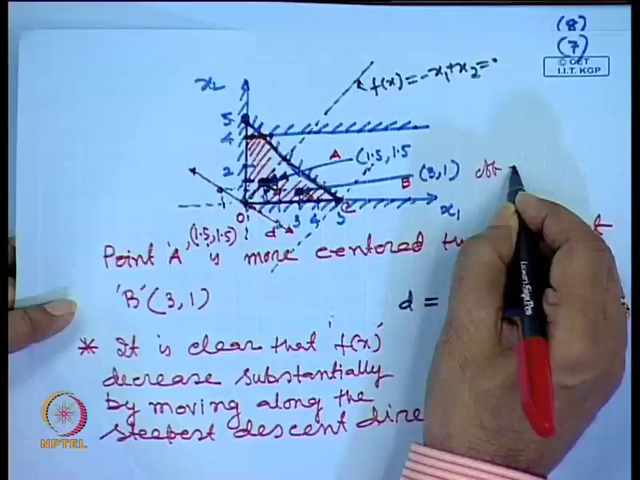 (8)
(7)
© CET
I.I.T. KGP
x₂
f(x) = -x₁+x₂ =
5
4
A (1.5, 1.5
2
B (3,1)
1
0
3 4 5
x₁
d
(1.5, 1.5)
Point 'A' is more centered
'B' (3,1)
d =
* It is clear that 'f(x)'
decrease substantially
by moving along the
steepest descent dire
NPTEL